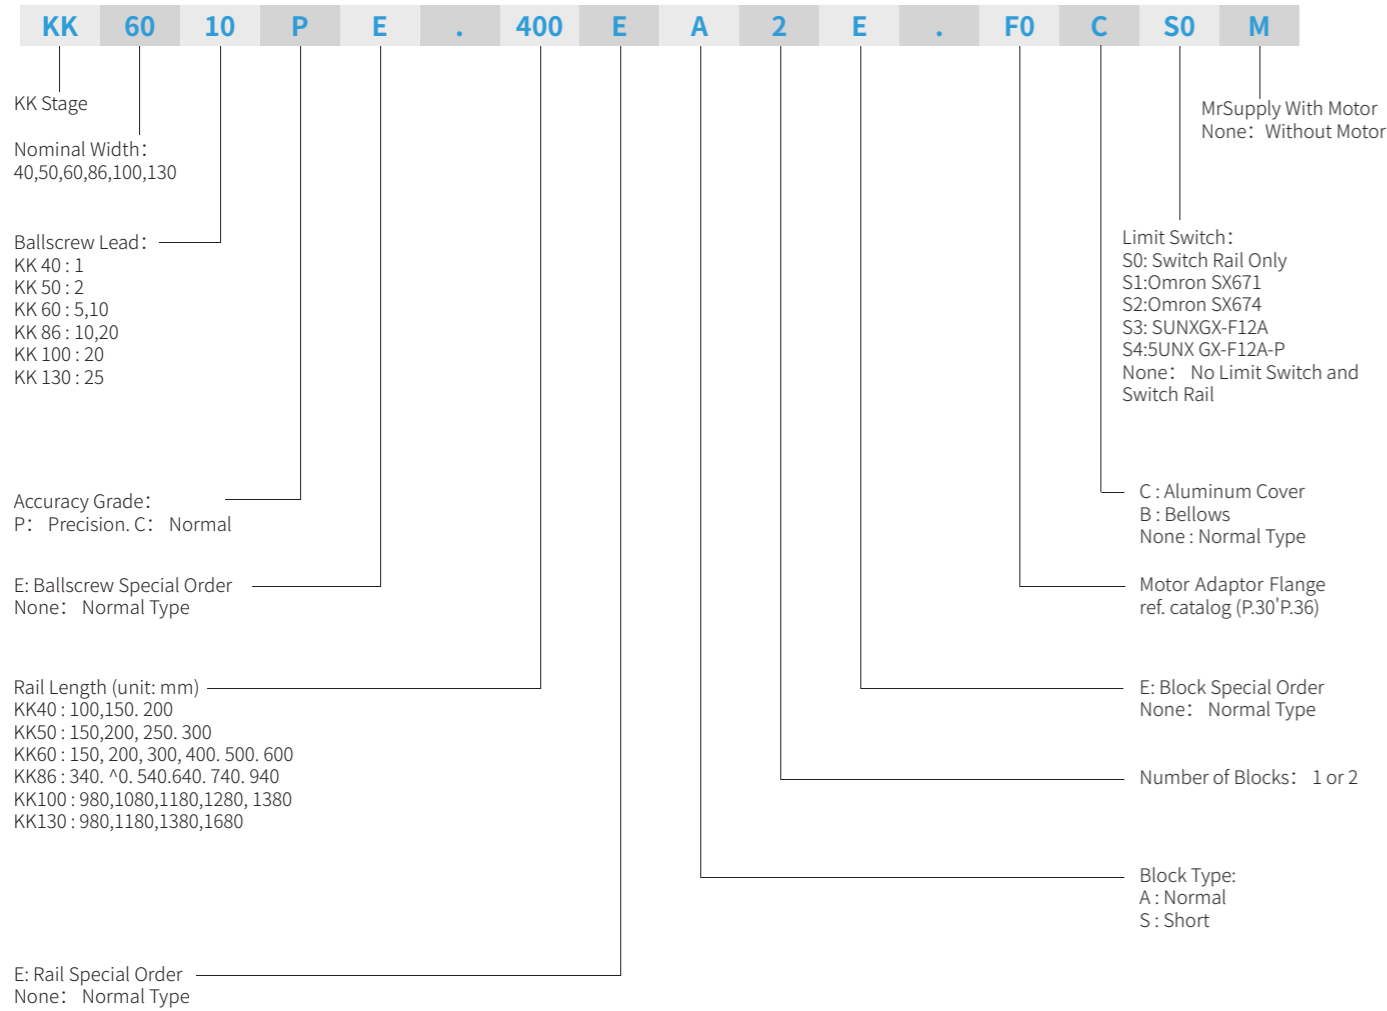 KK 60 10 P E . 400 E A 2 E . F0 C S0 M
KK Stage
Nominal Width：
40,50,60,86,100,130
Ballscrew Lead：
KK 40 : 1
KK 50 : 2
KK 60 : 5,10
KK 86 : 10,20
KK 100 : 20
KK 130 : 25
Accuracy Grade：
P： Precision. C： Normal
E: Ballscrew Special Order
None： Normal Type
Rail Length (unit: mm)
KK40 : 100,150. 200
KK50 : 150,200, 250. 300
KK60 : 150, 200, 300, 400. 500. 600
KK86 : 340. ^0. 540.640. 740. 940
KK100 : 980,1080,1180,1280, 1380
KK130 : 980,1180,1380,1680
E: Rail Special Order
None： Normal Type
MrSupply With Motor
None： Without Motor
Limit Switch：
S0: Switch Rail Only
S1:Omron SX671
S2:Omron SX674
S3: SUNXGX-F12A
S4:5UNX GX-F12A-P
None： No Limit Switch and
Switch Rail
C : Aluminum Cover
B : Bellows
None : Normal Type
Motor Adaptor Flange
ref. catalog (P.30'P.36)
E: Block Special Order
None： Normal Type
Number of Blocks： 1 or 2
Block Type:
A : Normal
S : Short